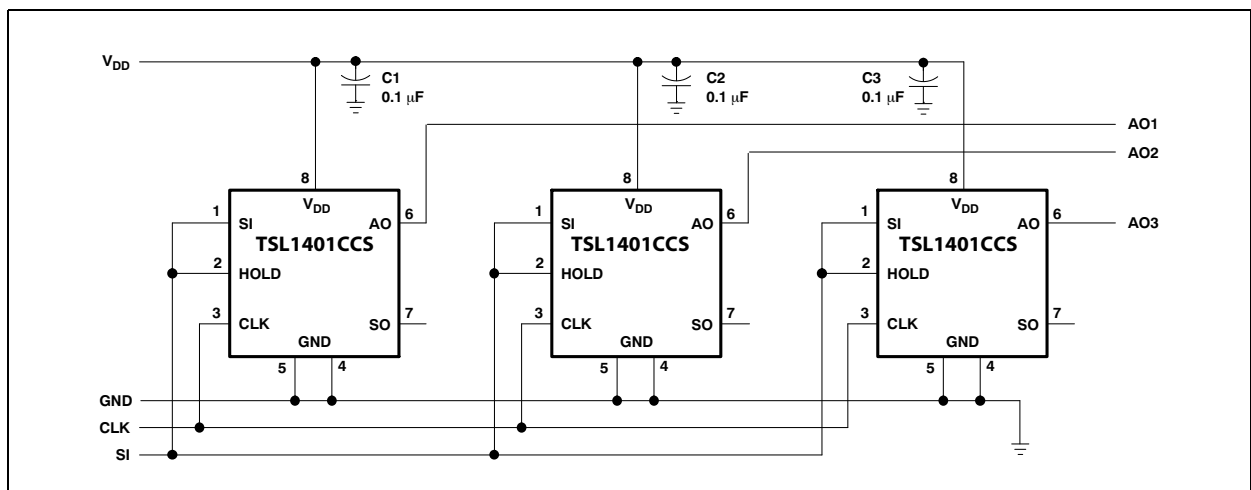 VDD
C1
0.1 μF
C2
0.1 μF
C3
0.1 μF
AO1
AO2
8
VDD
1
SI
AO
6
TSL1401CCS
2
HOLD
3
CLK
SO
7
GND
5
4
8
VDD
1
SI
AO
6
TSL1401CCS
2
HOLD
3
CLK
SO
7
GND
5
4
8
VDD
1
SI
AO
6
AO3
TSL1401CCS
2
HOLD
3
CLK
SO
7
GND
5
4
GND
CLK
SI